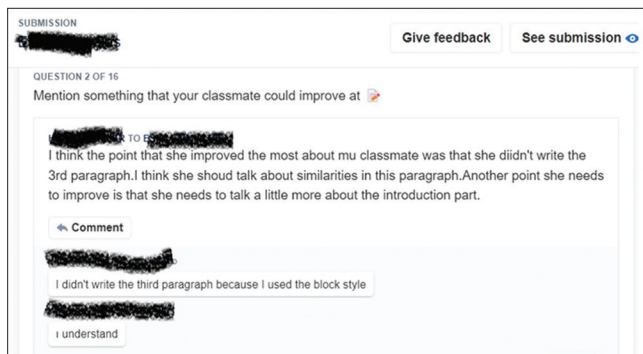 SUBMISSION
Give feedback
See submission
QUESTION 2 OF 16
Mention something that your classmate could improve at
TO
I think the point that she improved the most about mu classmate was that she diidn't write the
3rd paragraph.I think she shoud talk about similarities in this paragraph.Another point she needs
to improve is that she needs to talk a little more about the introduction part.
Comment
I didn't write the third paragraph because I used the block style
ı understand